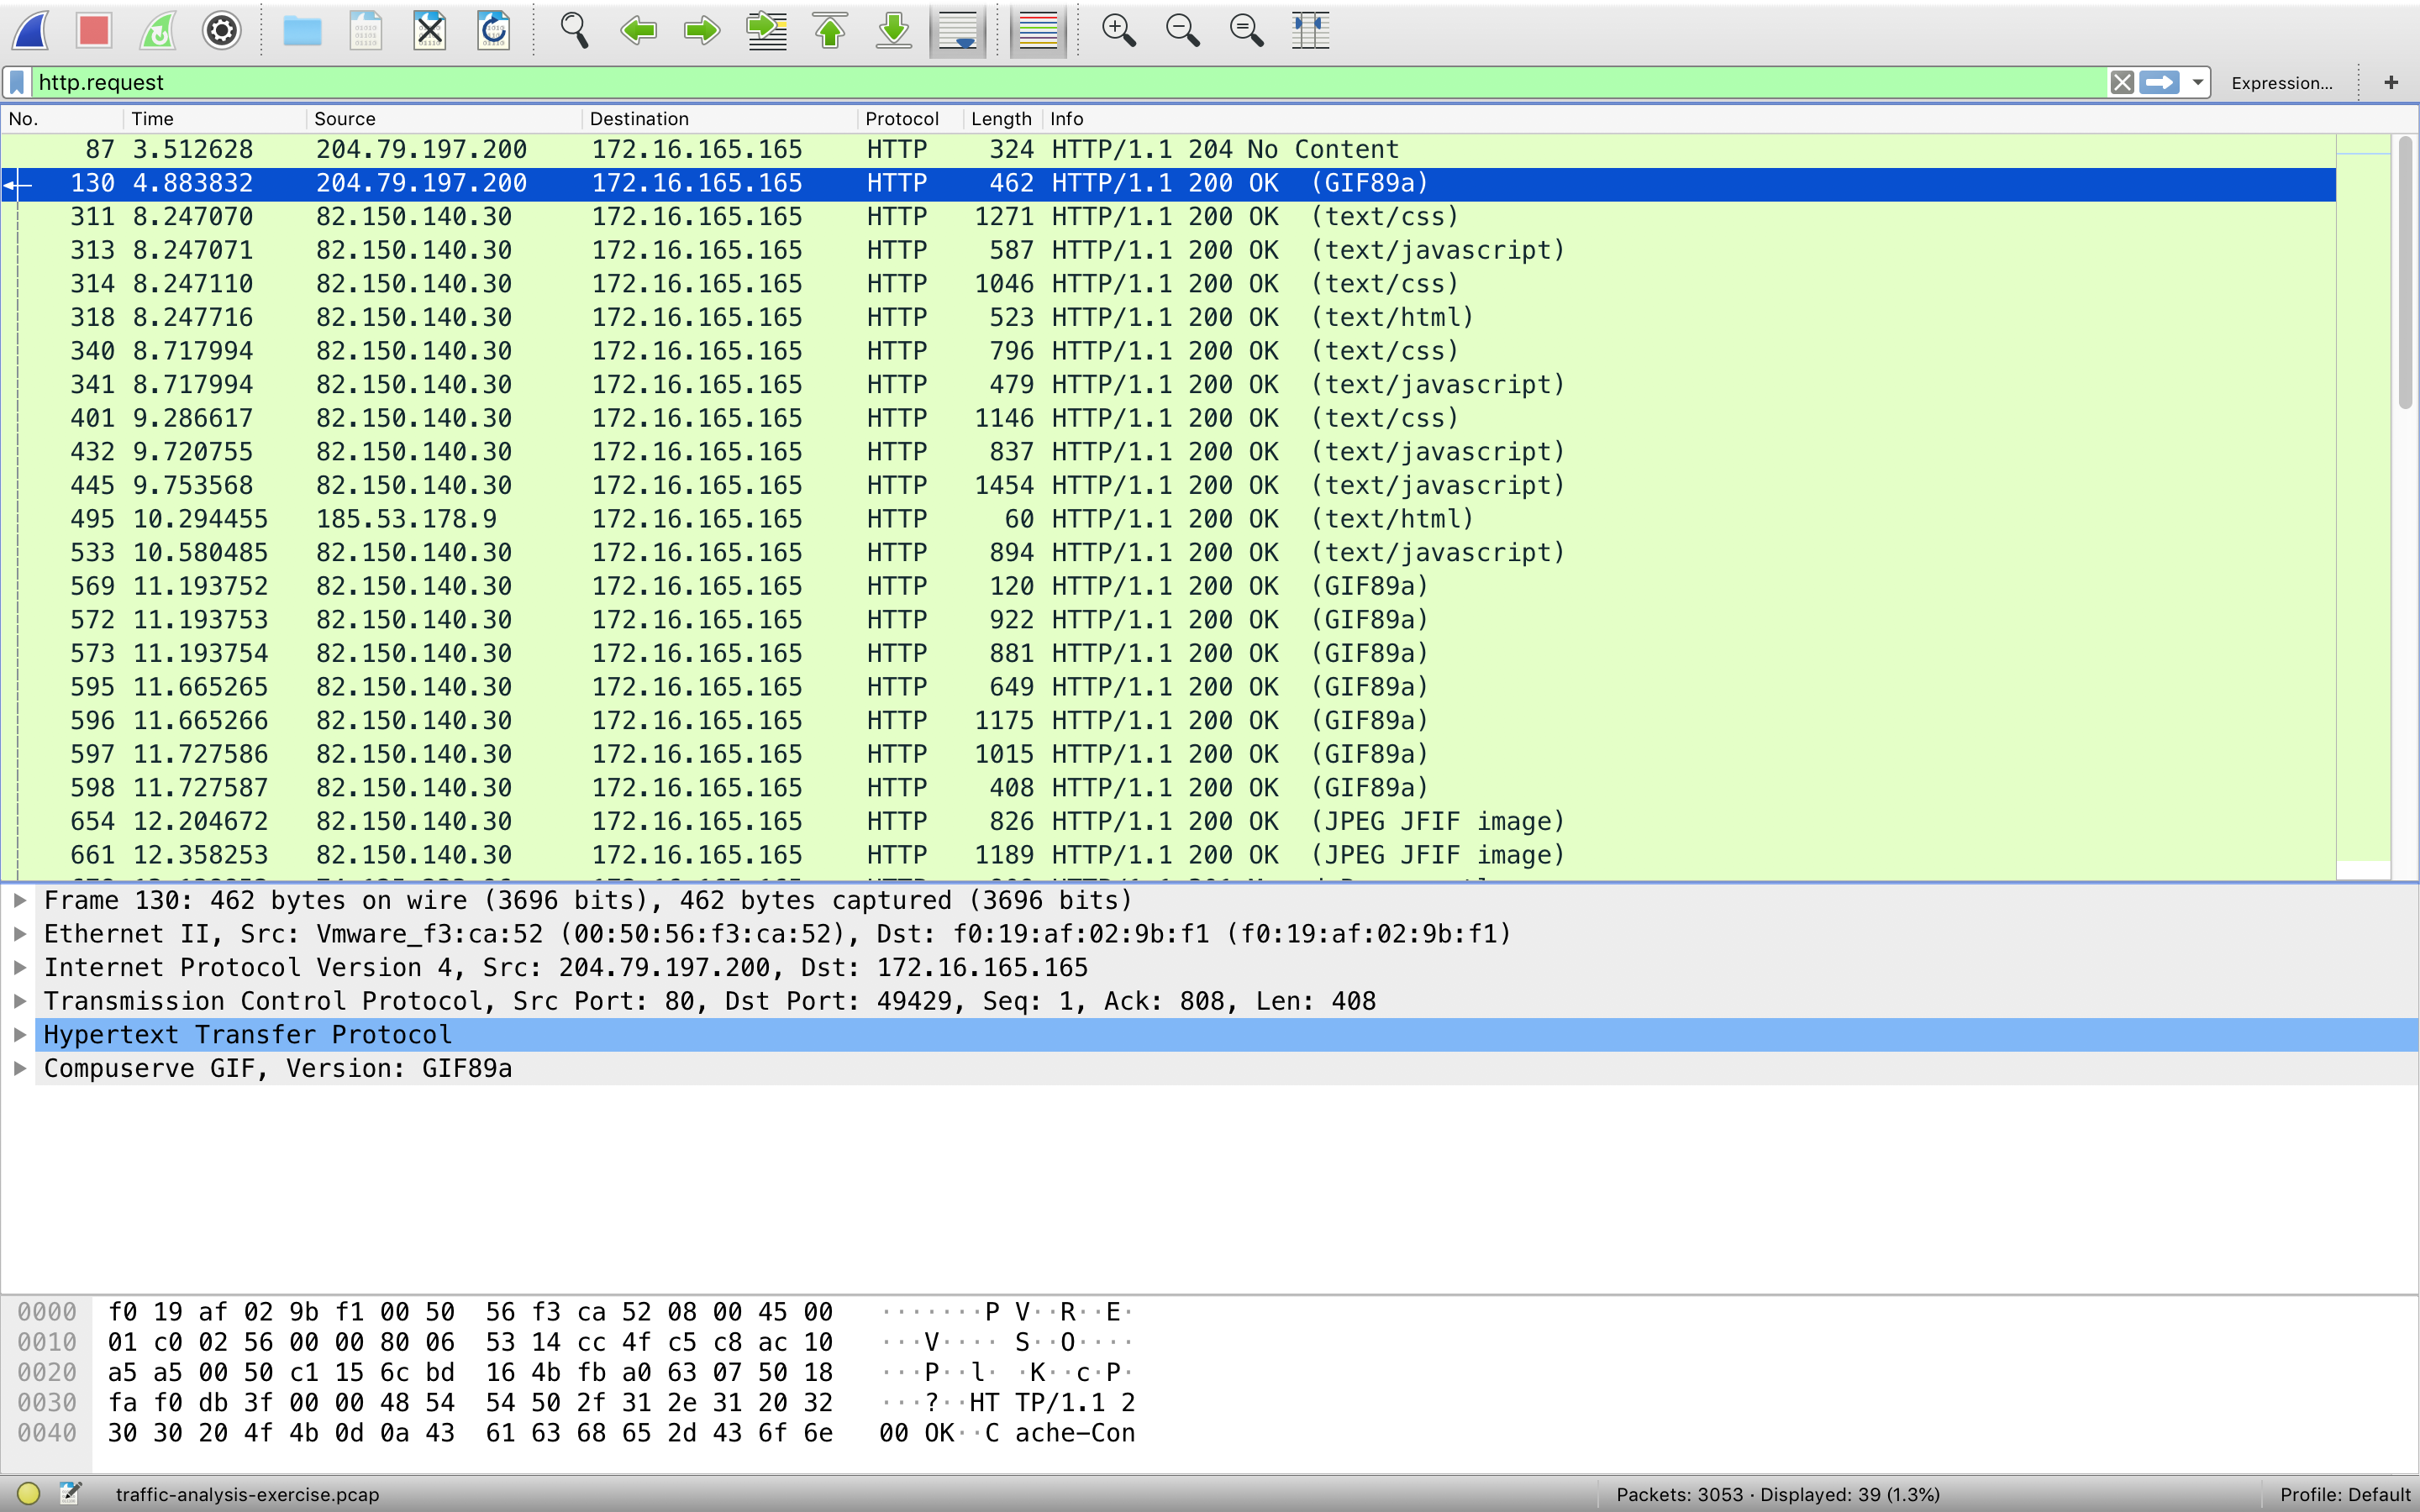 http.request
Expression...
+
No. Time Source Destination Protocol Length Info
87 3.512628 204.79.197.200 172.16.165.165 HTTP 324 HTTP/1.1 204 No Content
130 4.883832 204.79.197.200 172.16.165.165 HTTP 462 HTTP/1.1 200 OK (GIF89a)
311 8.247070 82.150.140.30 172.16.165.165 HTTP 1271 HTTP/1.1 200 OK (text/css)
313 8.247071 82.150.140.30 172.16.165.165 HTTP 587 HTTP/1.1 200 OK (text/javascript)
314 8.247110 82.150.140.30 172.16.165.165 HTTP 1046 HTTP/1.1 200 OK (text/css)
318 8.247716 82.150.140.30 172.16.165.165 HTTP 523 HTTP/1.1 200 OK (text/html)
340 8.717994 82.150.140.30 172.16.165.165 HTTP 796 HTTP/1.1 200 OK (text/css)
341 8.717994 82.150.140.30 172.16.165.165 HTTP 479 HTTP/1.1 200 OK (text/javascript)
401 9.286617 82.150.140.30 172.16.165.165 HTTP 1146 HTTP/1.1 200 OK (text/css)
432 9.720755 82.150.140.30 172.16.165.165 HTTP 837 HTTP/1.1 200 OK (text/javascript)
445 9.753568 82.150.140.30 172.16.165.165 HTTP 1454 HTTP/1.1 200 OK (text/javascript)
495 10.294455 185.53.178.9 172.16.165.165 HTTP 60 HTTP/1.1 200 OK (text/html)
533 10.580485 82.150.140.30 172.16.165.165 HTTP 894 HTTP/1.1 200 OK (text/javascript)
569 11.193752 82.150.140.30 172.16.165.165 HTTP 120 HTTP/1.1 200 OK (GIF89a)
572 11.193753 82.150.140.30 172.16.165.165 HTTP 922 HTTP/1.1 200 OK (GIF89a)
573 11.193754 82.150.140.30 172.16.165.165 HTTP 881 HTTP/1.1 200 OK (GIF89a)
595 11.665265 82.150.140.30 172.16.165.165 HTTP 649 HTTP/1.1 200 OK (GIF89a)
596 11.665266 82.150.140.30 172.16.165.165 HTTP 1175 HTTP/1.1 200 OK (GIF89a)
597 11.727586 82.150.140.30 172.16.165.165 HTTP 1015 HTTP/1.1 200 OK (GIF89a)
598 11.727587 82.150.140.30 172.16.165.165 HTTP 408 HTTP/1.1 200 OK (GIF89a)
654 12.204672 82.150.140.30 172.16.165.165 HTTP 826 HTTP/1.1 200 OK (JPEG JFIF image)
661 12.358253 82.150.140.30 172.16.165.165 HTTP 1189 HTTP/1.1 200 OK (JPEG JFIF image)
Frame 130: 462 bytes on wire (3696 bits), 462 bytes captured (3696 bits)
Ethernet II, Src: Vmware_f3:ca:52 (00:50:56:f3:ca:52), Dst: f0:19:af:02:9b:f1 (f0:19:af:02:9b:f1)
Internet Protocol Version 4, Src: 204.79.197.200, Dst: 172.16.165.165
Transmission Control Protocol, Src Port: 80, Dst Port: 49429, Seq: 1, Ack: 808, Len: 408
Hypertext Transfer Protocol
Compuserve GIF, Version: GIF89a
0000 f0 19 af 02 9b f1 00 50 56 f3 ca 52 08 00 45 00 ·······P V··R··E·
0010 01 c0 02 56 00 00 80 06 53 14 cc 4f c5 c8 ac 10 ···V···· S··O····
0020 a5 a5 00 50 c1 15 6c bd 16 4b fb a0 63 07 50 18 ···P··l· ·K··c·P·
0030 fa f0 db 3f 00 00 48 54 54 50 2f 31 2e 31 20 32 ···?··HT TP/1.1 2
0040 30 30 20 4f 4b 0d 0a 43 61 63 68 65 2d 43 6f 6e 00 OK··C ache-Con
traffic-analysis-exercise.pcap Packets: 3053 · Displayed: 39 (1.3%) Profile: Default